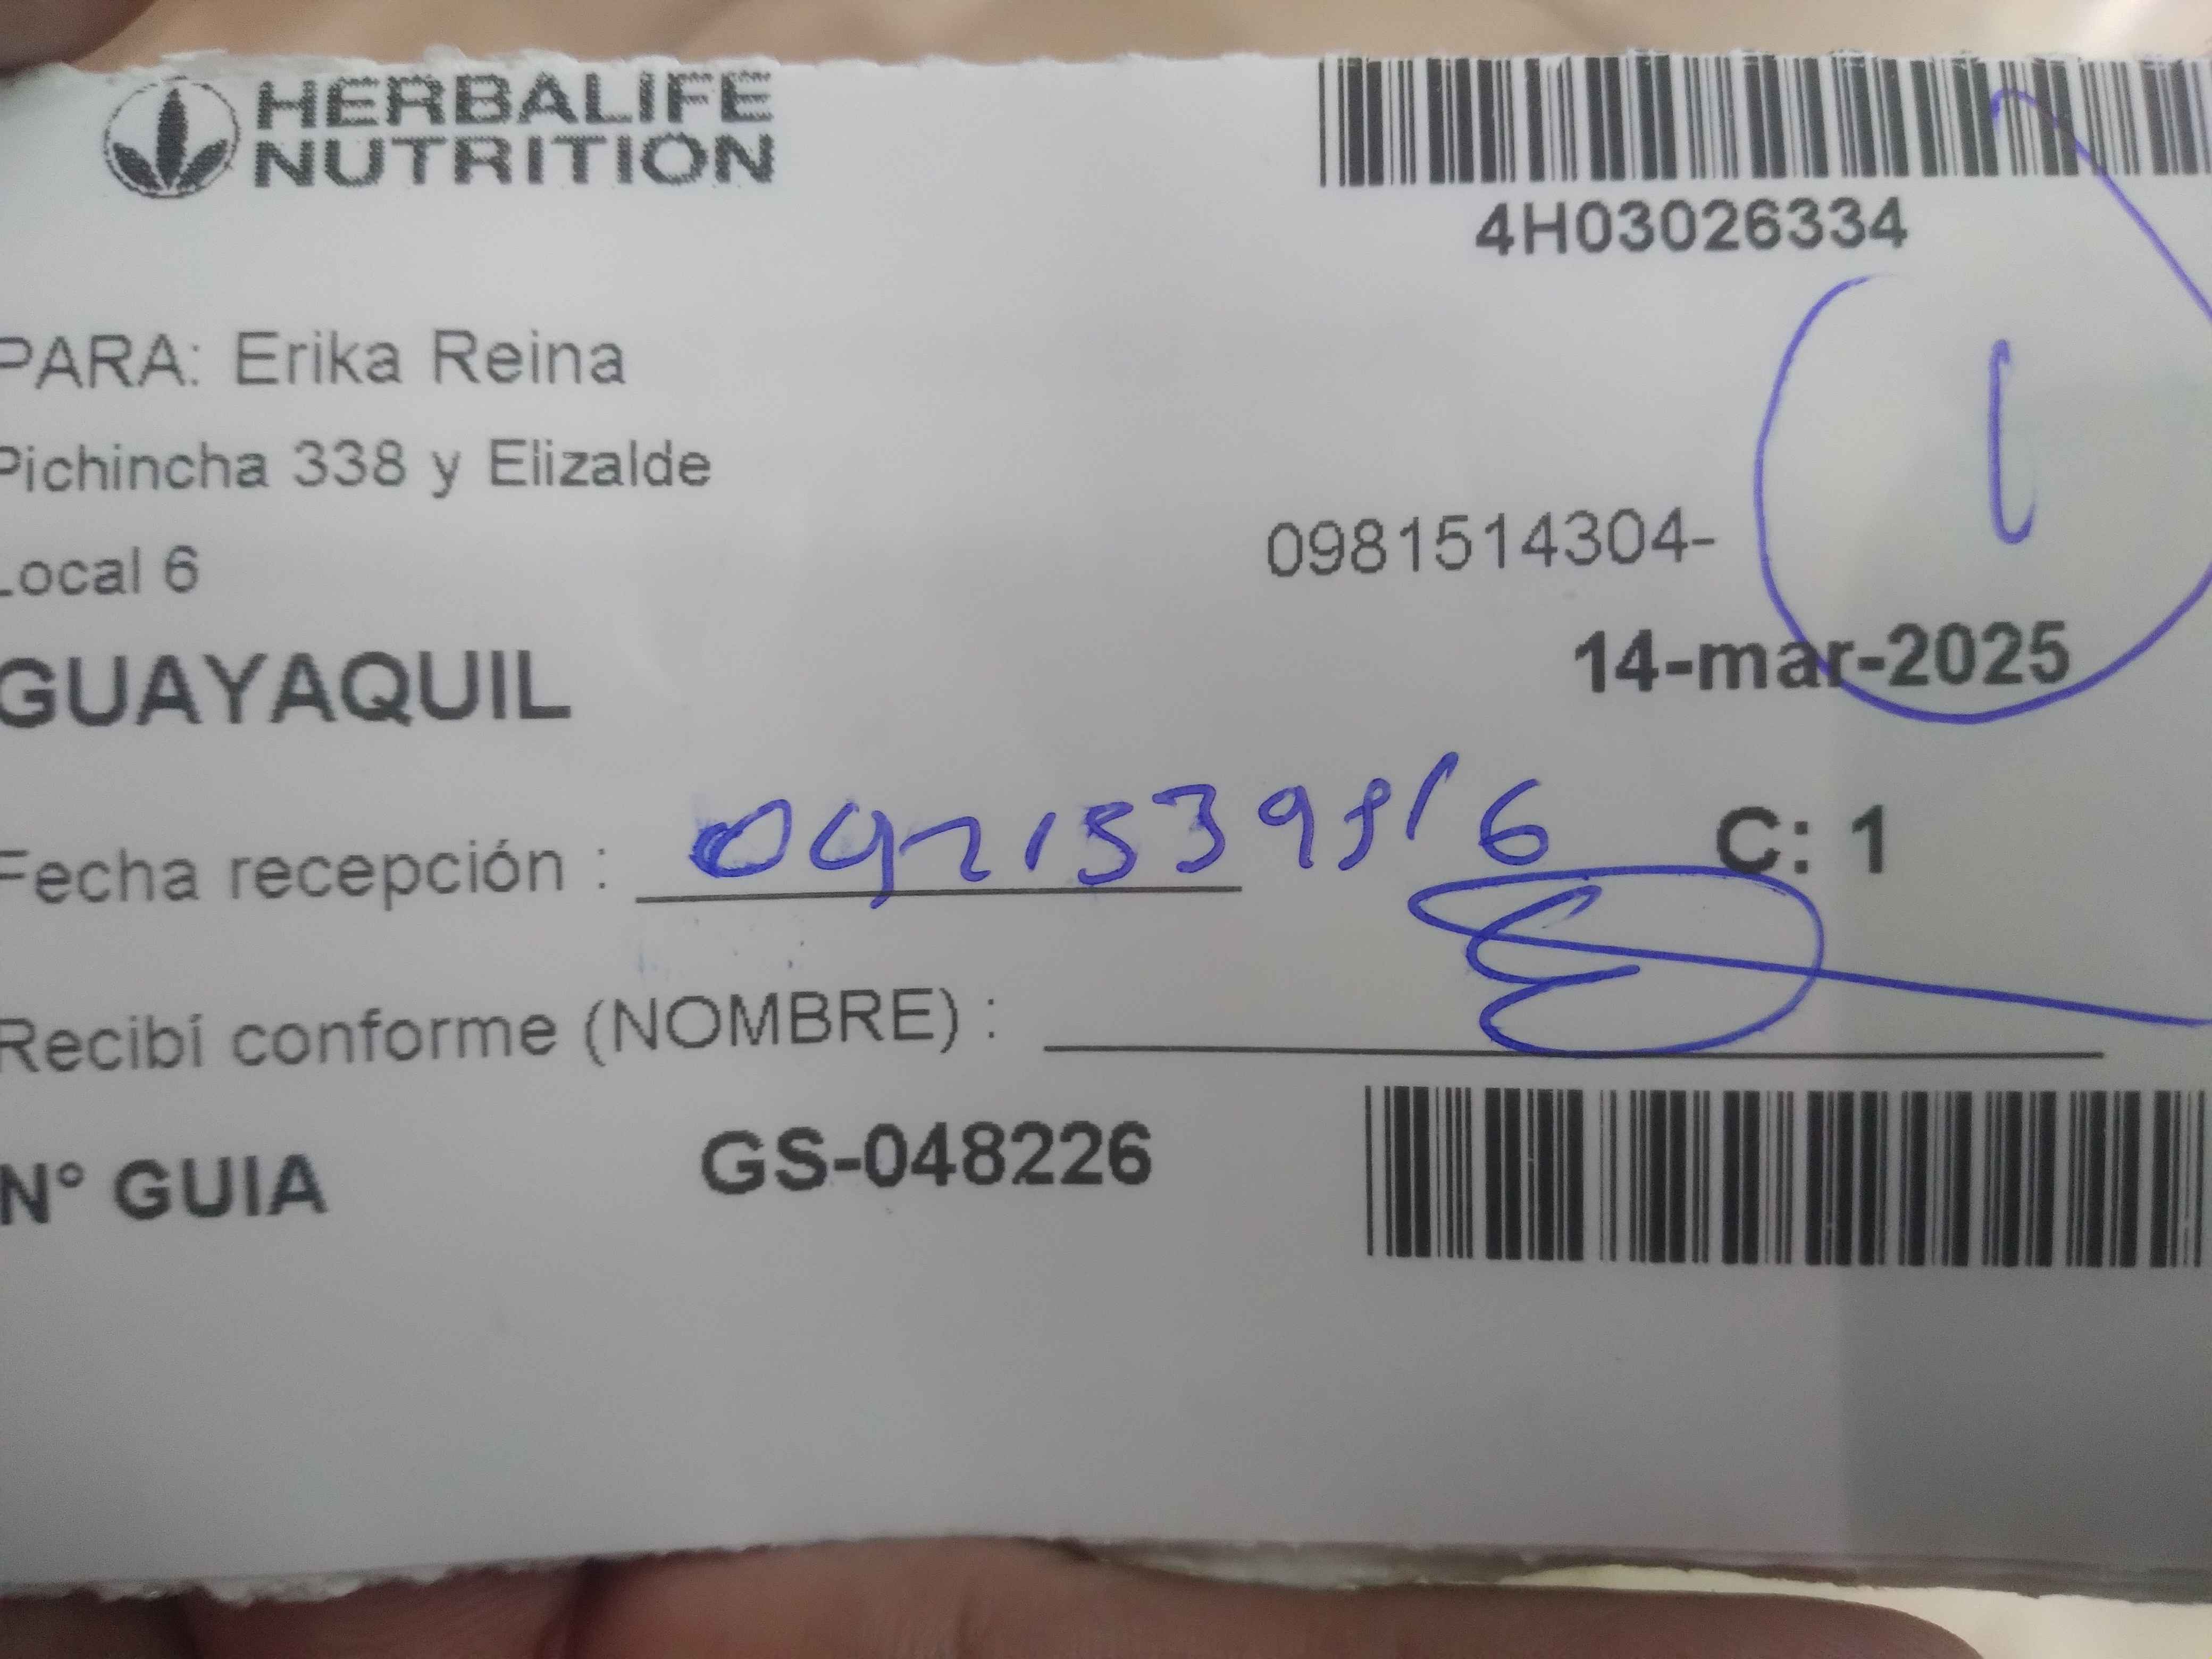 HERBALIFE
NUTRITION
4H03026334
PARA: Erika Reina
Pichincha 338 y Elizalde
Local 6
0981514304-
1
GUAYAQUIL
14-mar-2025
Fecha recepción :
C: 1
Recibí conforme (NOMBRE) :
N° GUIA GS-048226